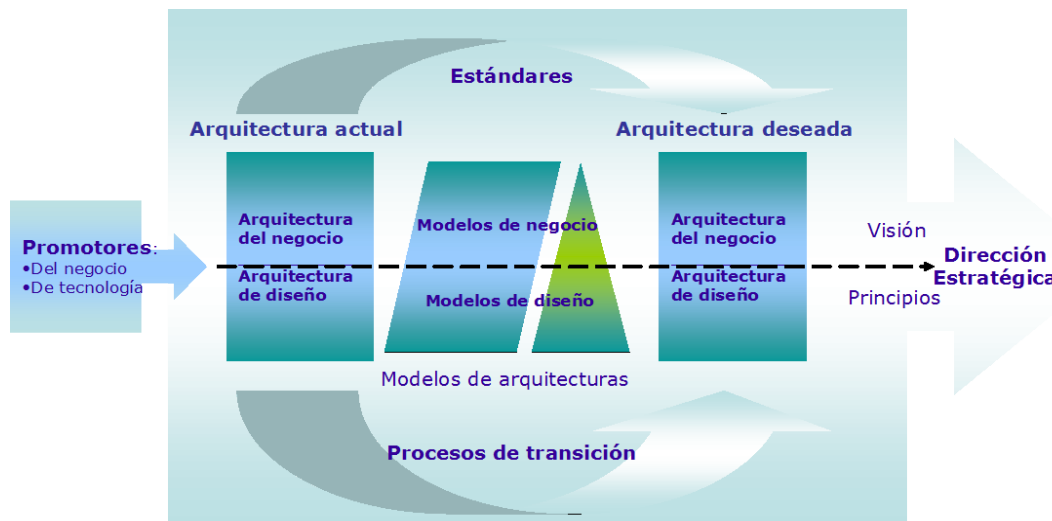 Estándares
Arquitectura actual
Arquitectura deseada
Promotores:
•Del negocio
•De tecnología
Arquitectura
del negocio
Arquitectura
de diseño
Modelos de negocio
Modelos de diseño
Arquitectura
del negocio
Arquitectura
de diseño
Visión
Dirección
Estratégica
Principios
Modelos de arquitecturas
Procesos de transición